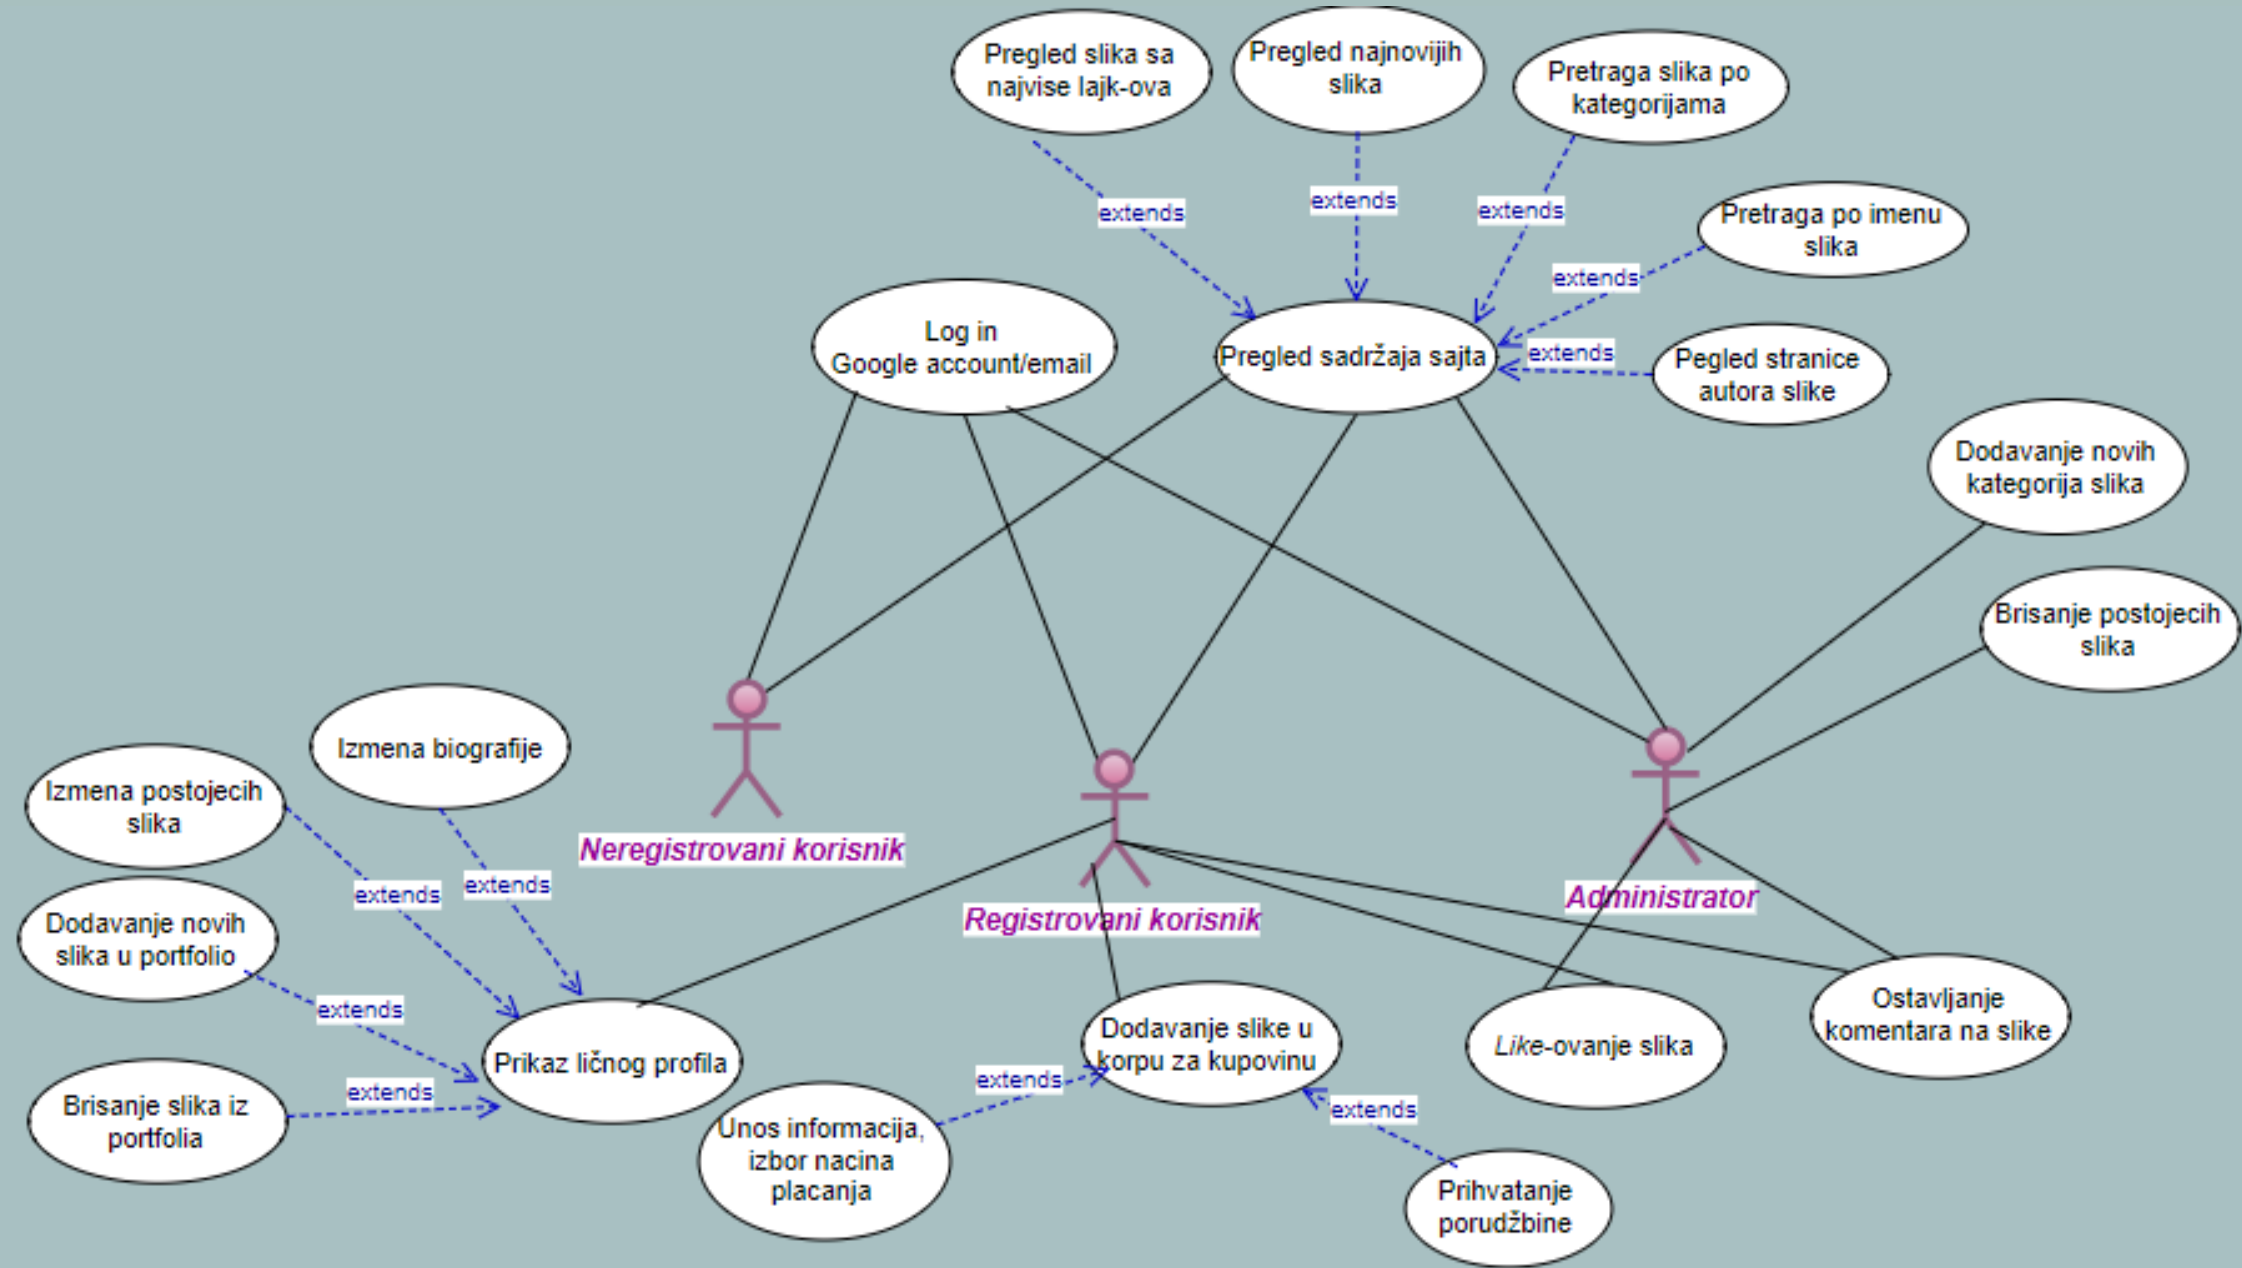 Pregled slika sa
najvise lajk-ova
Pregled najnovijih
slika
Pretraga slika po
kategorijama
Pretraga po imenu
slika
extends
extends
extends
extends
extends
Log in
Google account/email
Pregled sadržaja sajta
Pegled stranice
autora slike
Dodavanje novih
kategorija slika
Brisanje postojecih
slika
Izmena biografije
Izmena postojecih
slika
Neregistrovani korisnik
Registrovani korisnik
Administrator
extends
extends
Dodavanje novih
slika u portfolio
extends
extends
Brisanje slika iz
portfolia
Prikaz ličnog profila
Dodavanje slike u
korpu za kupovinu
Like-ovanje slika
Ostavljanje
komentara na slike
extends
extends
Unos informacija,
izbor nacina
placanja
Prihvatanje
porudžbine